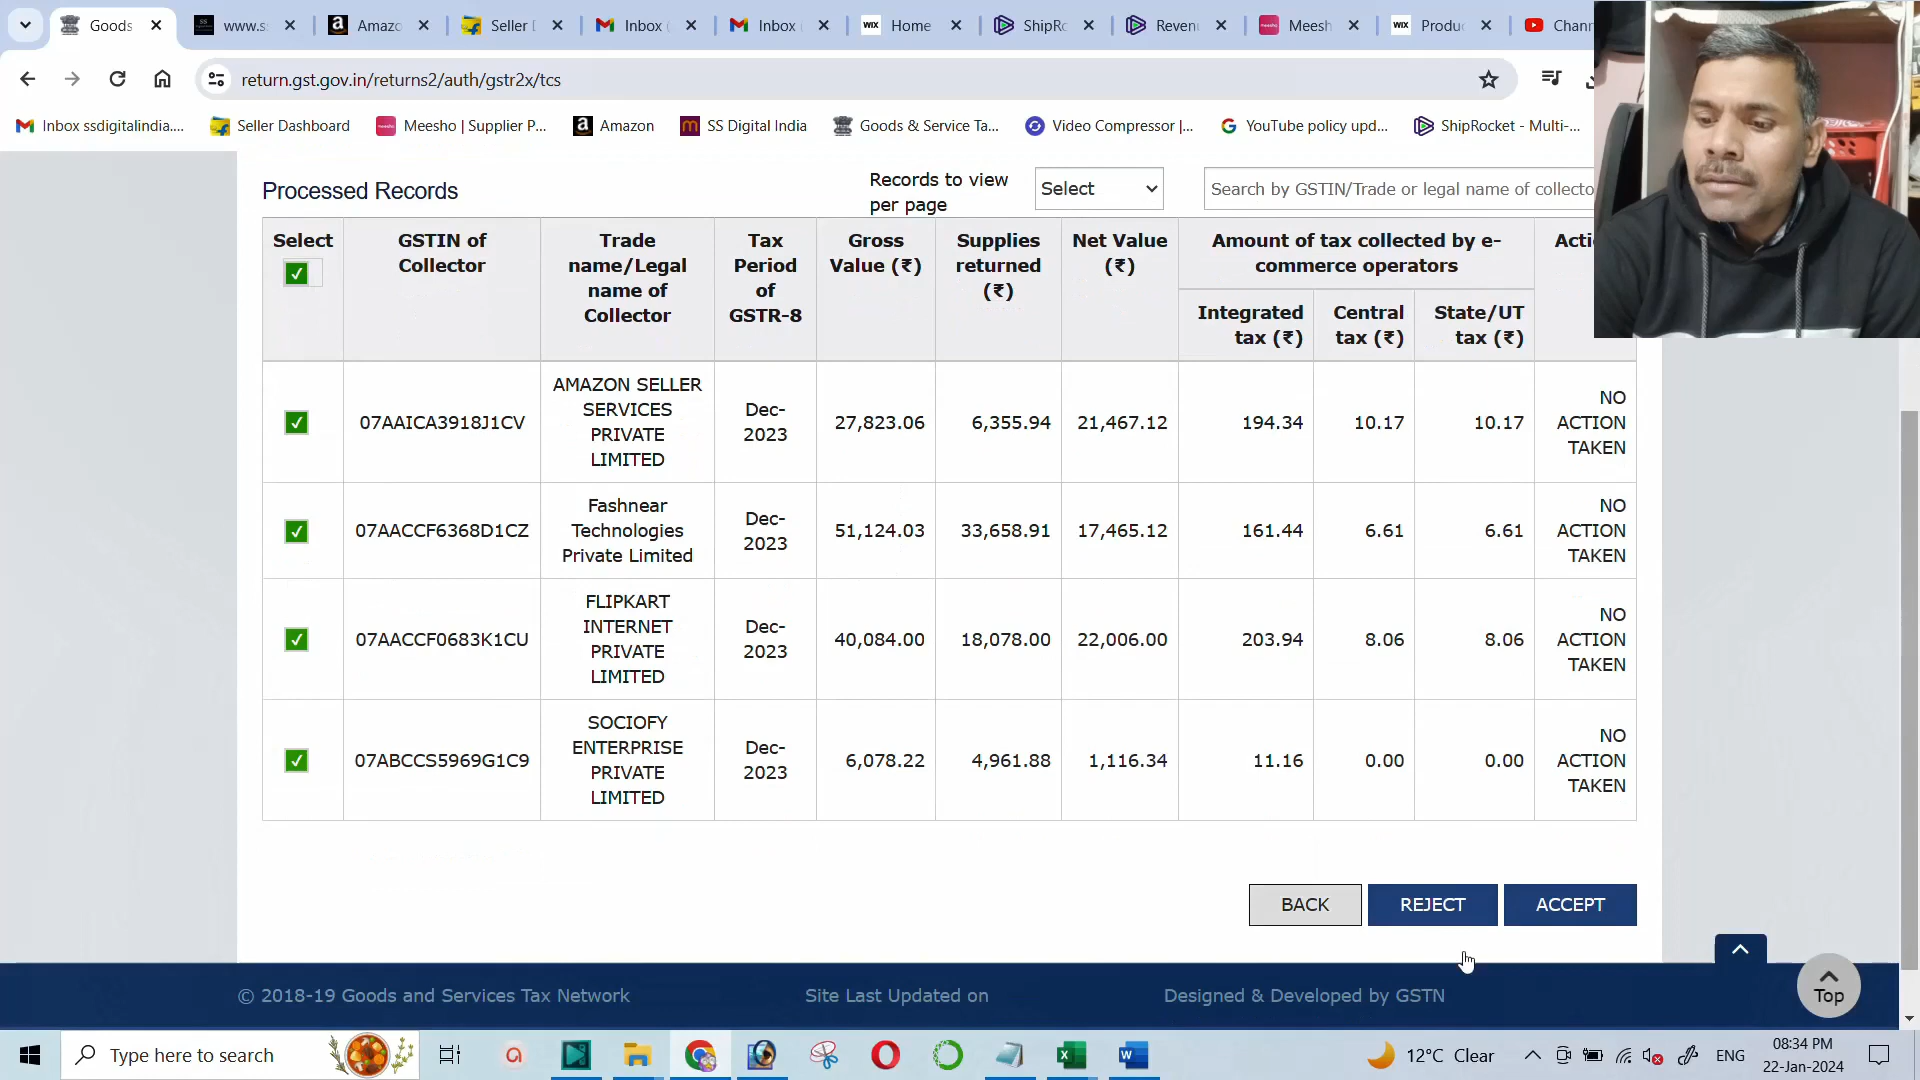 Goods
www.s
Amazo
Seller
Inbox
Inbox
WIX
Home
ShipRo
Reven
meesho
Meesh
WIX
Produ
Chan
return.gst.gov.in/returns2/auth/gstr2x/tcs
Inbox ssdigitalindia....
Seller Dashboard
Meesho | Supplier P...
Amazon
SS Digital India
Goods & Service Ta...
Video Compressor |...
YouTube policy upd...
ShipRocket - Multi-...
Processed Records
Records to view
per page
Select
Search by GSTIN/Trade or legal name of collecto
Select
GSTIN of
Collector
Trade
name/Legal
name of
Collector
Tax
Period
of
GSTR-8
Gross
Value (₹)
Supplies
returned
(₹)
Net Value
(₹)
Amount of tax collected by e-
commerce operators
Integrated
tax (₹)
Central
tax (₹)
State/UT
tax (₹)
Acti
07AAICA3918J1CV
AMAZON SELLER
SERVICES
PRIVATE
LIMITED
Dec-
2023
27,823.06
6,355.94
21,467.12
194.34
10.17
10.17
NO
ACTION
TAKEN
07AACCF6368D1CZ
Fashnear
Technologies
Private Limited
Dec-
2023
51,124.03
33,658.91
17,465.12
161.44
6.61
6.61
NO
ACTION
TAKEN
07AACCF0683K1CU
FLIPKART
INTERNET
PRIVATE
LIMITED
Dec-
2023
40,084.00
18,078.00
22,006.00
203.94
8.06
8.06
NO
ACTION
TAKEN
07ABCCS5969G1C9
SOCIOFY
ENTERPRISE
PRIVATE
LIMITED
Dec-
2023
6,078.22
4,961.88
1,116.34
11.16
0.00
0.00
NO
ACTION
TAKEN
BACK
REJECT
ACCEPT
Top
© 2018-19 Goods and Services Tax Network
Site Last Updated on
Designed & Developed by GSTN
Type here to search
12°C Clear
ENG
08:34 PM
22-Jan-2024